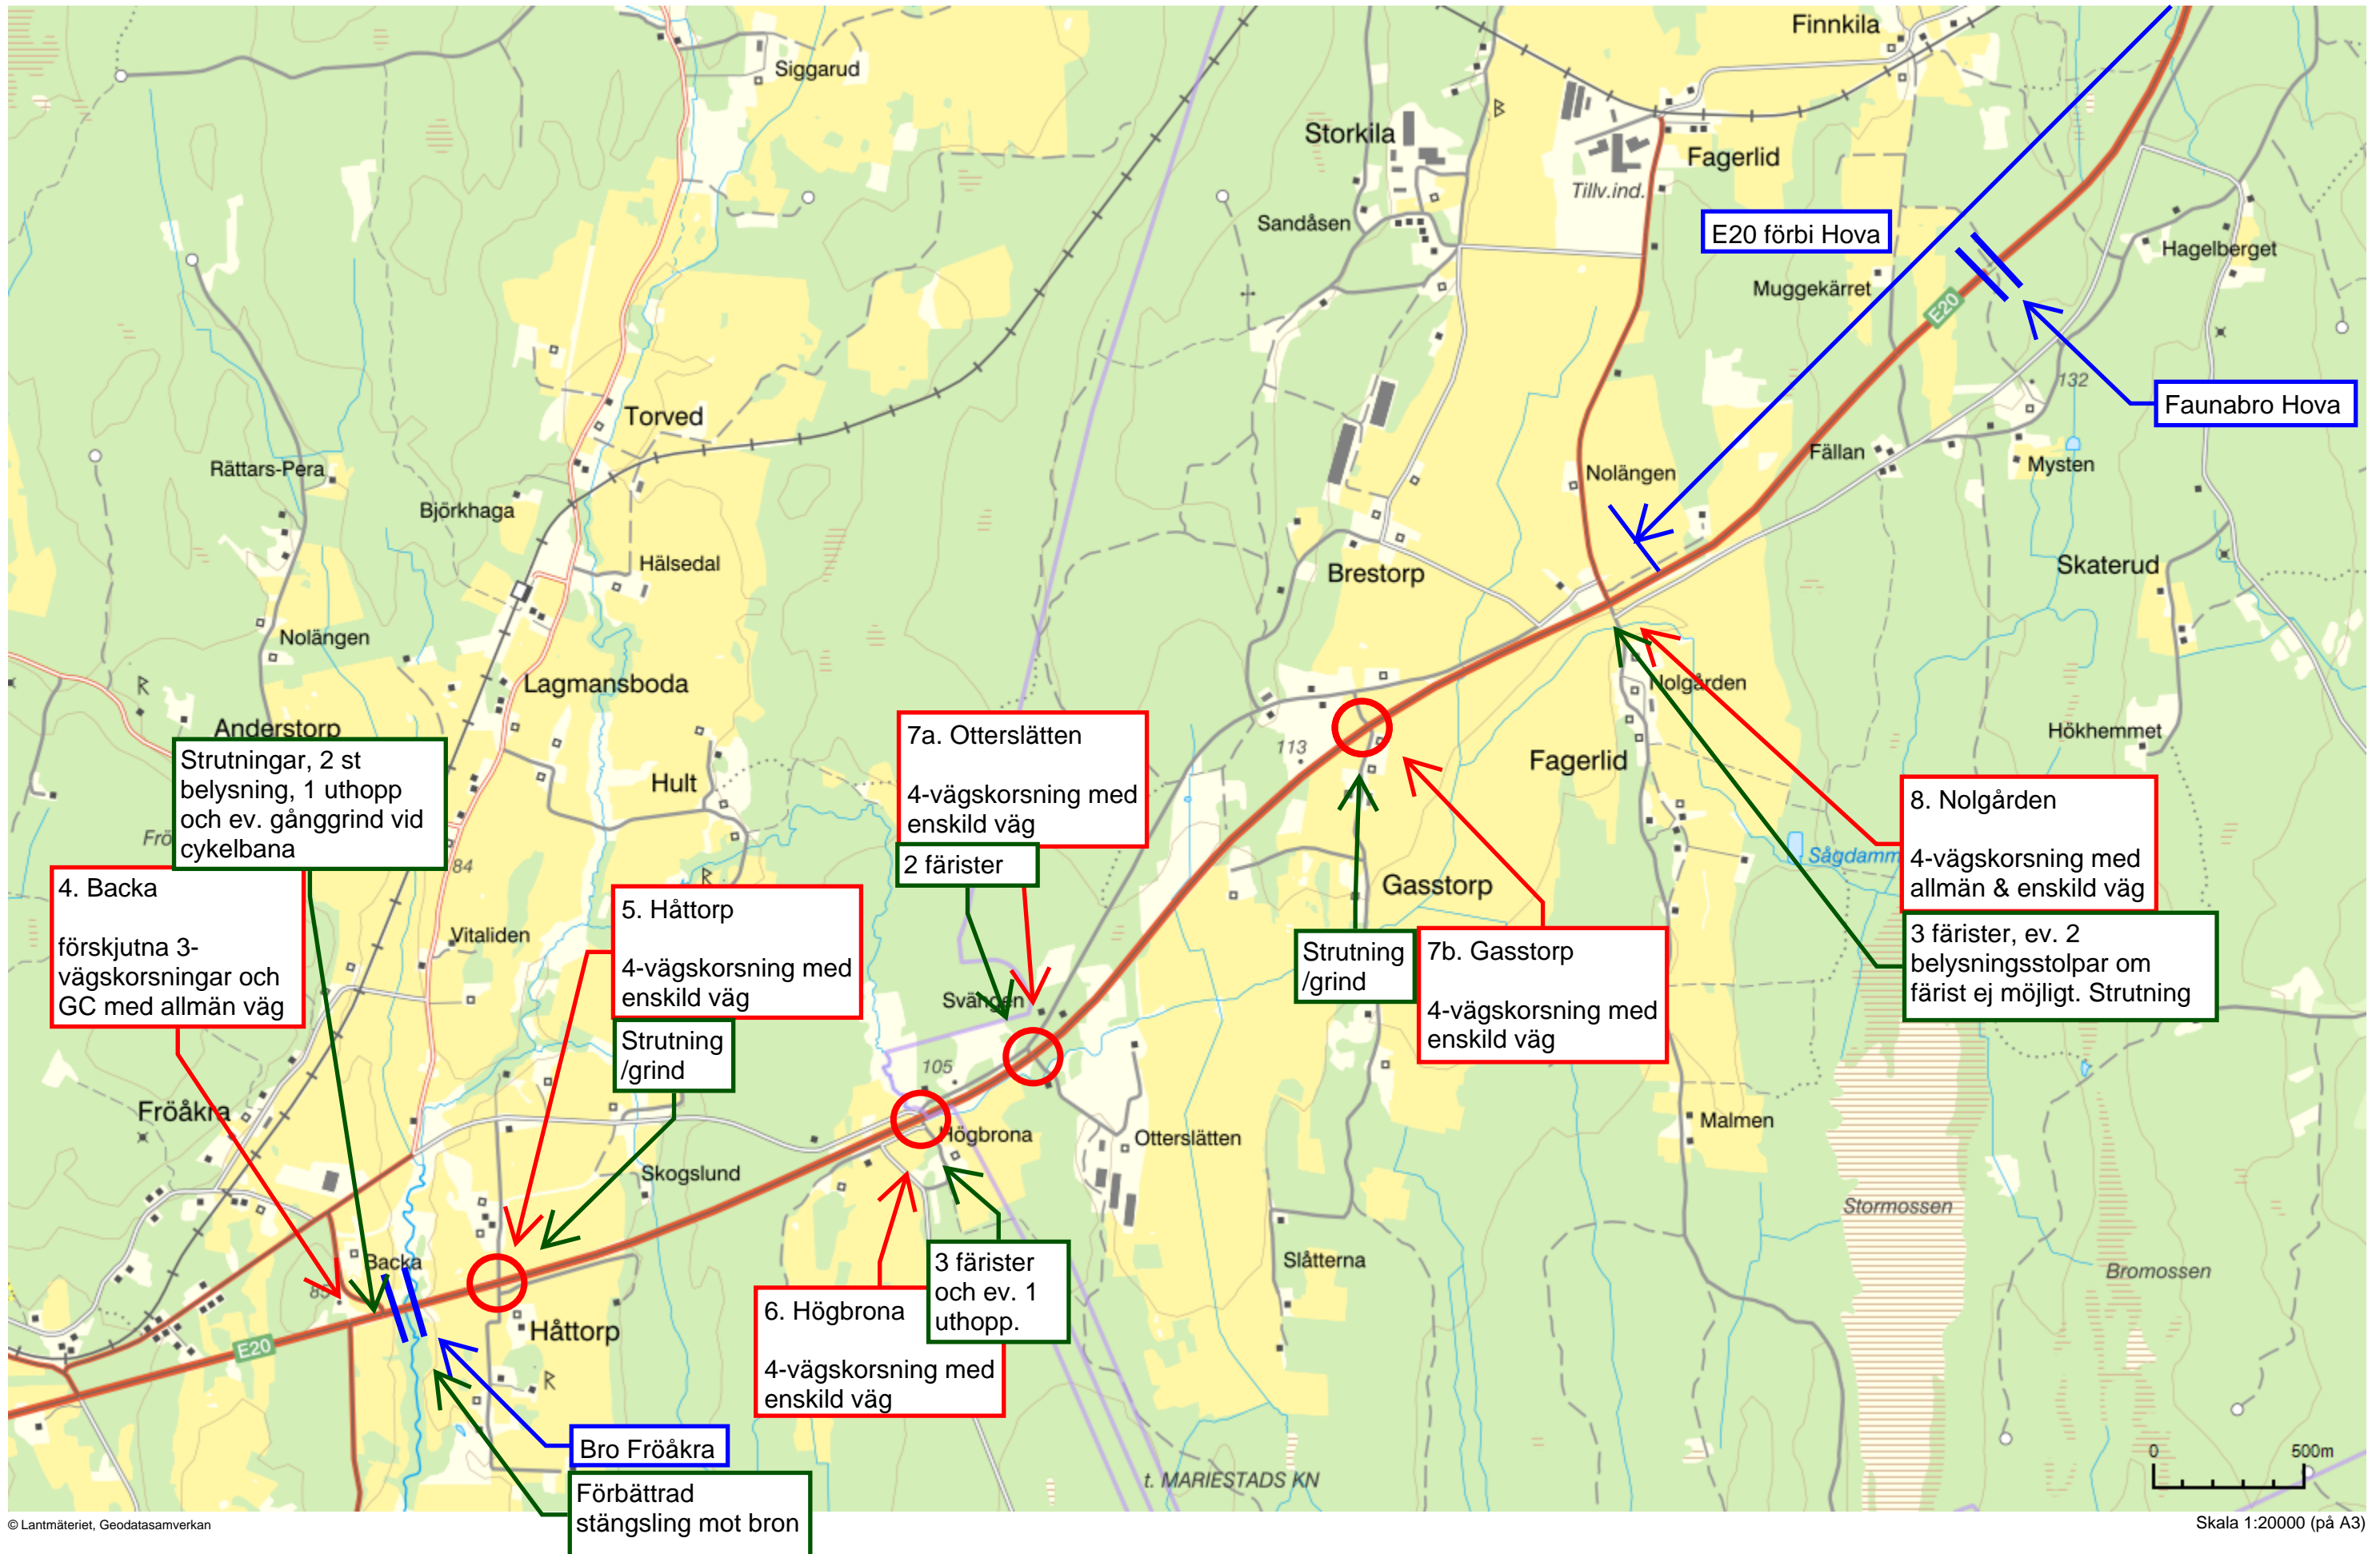 Finnkila
Siggarud
Storkila
Fagerlid
Tillv.ind.
Sandåsen
E20 förbi Hova
Hagelberget
Muggekärret
E20
132
Faunabro Hova
Torved
Rättars-Pera
Björkhaga
Fällan
Mysten
Nolängen
Hälsedal
Brestorp
Skaterud
Nolängen
Lagmansboda
Nolgården
Anderstorp
Hökhemmet
113
Fagerlid
Hult
Strutningar, 2 st
belysning, 1 uthopp
och ev. gånggrind vid
cykelbana
7a. Otterslätten
4-vägskorsning med
enskild väg
2 färister
8. Nolgården
4-vägskorsning med
allmän & enskild väg
3 färister, ev. 2
belysningsstolpar om
färist ej möjligt. Strutning
Frö
84
Sågdamm
Gasstorp
4. Backa
förskjutna 3-
vägskorsningar och
GC med allmän väg
5. Håttorp
4-vägskorsning med
enskild väg
Strutning
/grind
Vitaliden
Strutning
/grind
7b. Gasstorp
4-vägskorsning med
enskild väg
Svängen
105
Fröåkra
Högbrona
Otterslätten
Malmen
Skogslund
Stormossen
Backa
85
Slåtterna
Bromossen
3 färister
och ev. 1
uthopp.
6. Högbrona
4-vägskorsning med
enskild väg
Håttorp
E20
Bro Fröåkra
Förbättrad
stängsling mot bron
t. MARIESTADS KN
0 500m
© Lantmäteriet, Geodatasamverkan
Skala 1:20000 (på A3)